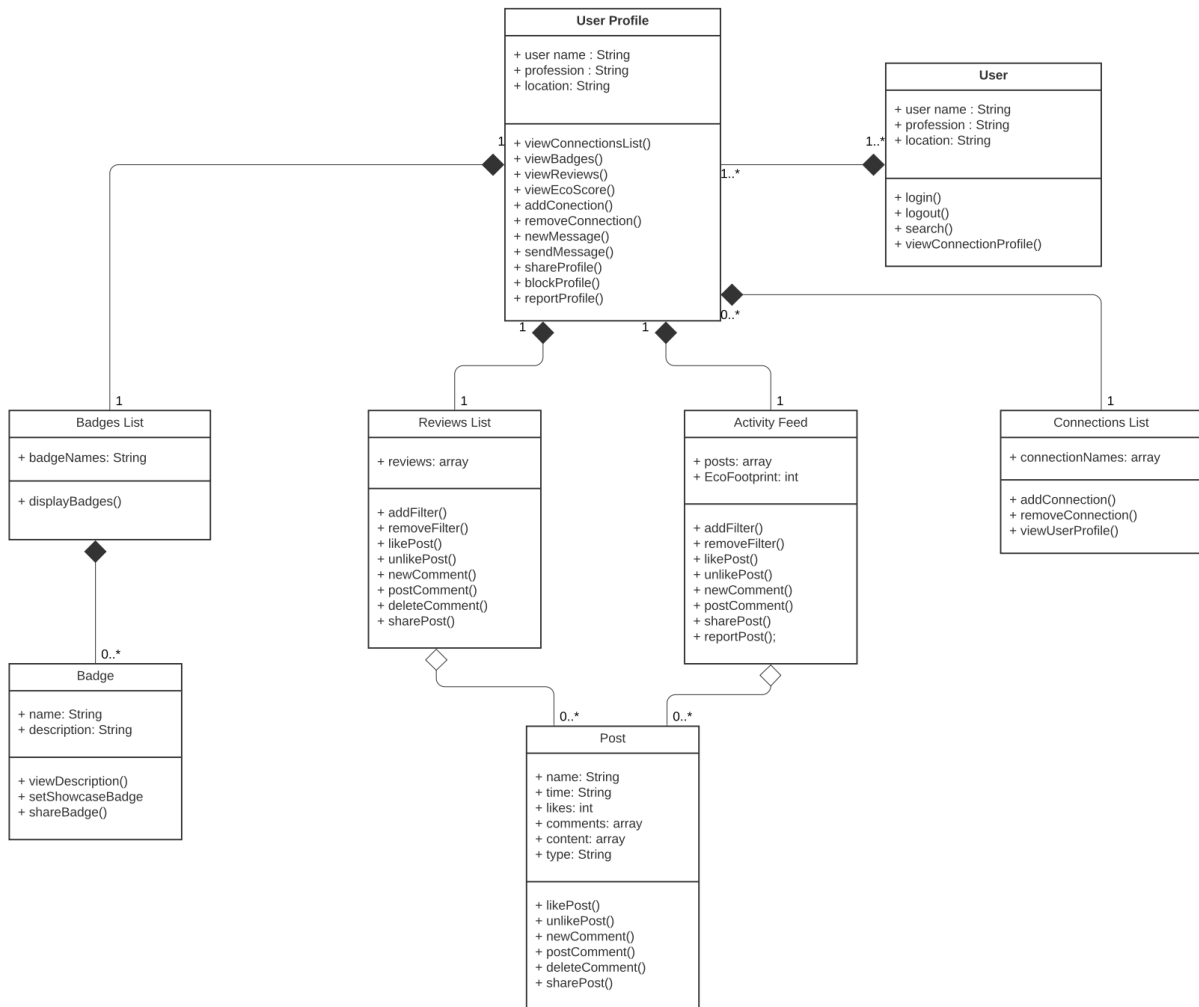 User Profile
+ user name : String
+ profession : String
+ location: String
+ viewConnectionsList()
+ viewBadges()
+ viewReviews()
+ viewEcoScore()
+ addConection()
+ removeConnection()
+ newMessage()
+ sendMessage()
+ shareProfile()
+ blockProfile()
+ reportProfile()
User
+ user name : String
+ profession : String
+ location: String
+ login()
+ logout()
+ search()
+ viewConnectionProfile()
1
1..*
1..*
0..*
1
1
1
1
1
1
Badges List
+ badgeNames: String
+ displayBadges()
Reviews List
+ reviews: array
+ addFilter()
+ removeFilter()
+ likePost()
+ unlikePost()
+ newComment()
+ postComment()
+ deleteComment()
+ sharePost()
Activity Feed
+ posts: array
+ EcoFootprint: int
+ addFilter()
+ removeFilter()
+ likePost()
+ unlikePost()
+ newComment()
+ postComment()
+ sharePost()
+ reportPost();
Connections List
+ connectionNames: array
+ addConnection()
+ removeConnection()
+ viewUserProfile()
0..*
Badge
+ name: String
+ description: String
+ viewDescription()
+ setShowcaseBadge
+ shareBadge()
0..*
0..*
Post
+ name: String
+ time: String
+ likes: int
+ comments: array
+ content: array
+ type: String
+ likePost()
+ unlikePost()
+ newComment()
+ postComment()
+ deleteComment()
+ sharePost()